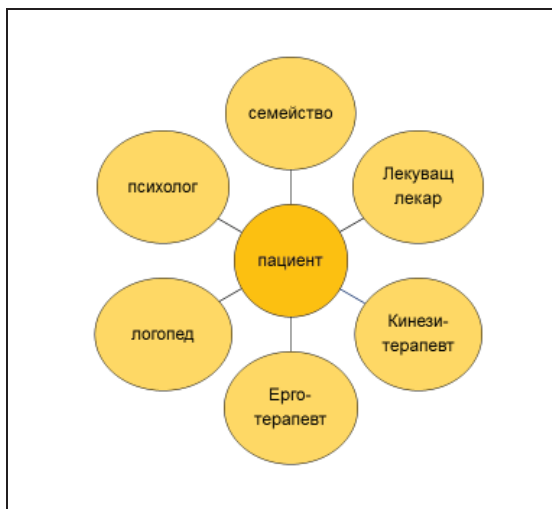 семейство
Лекуващ
лекар
Кинези-
терапевт
Ерго-
терапевт
логопед
психолог
пациент